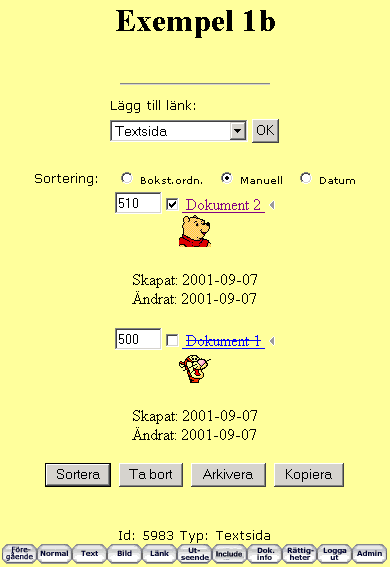 Exempel 1b
Lägg till länk:
Textsida OK
Sortering: Bokst.ordn. Manuell Datum
510 Dokument 2
Skapat: 2001-09-07
Ändrat: 2001-09-07
500 Dokument 1
Skapat: 2001-09-07
Ändrat: 2001-09-07
Sortera Ta bort Arkivera Kopiera
Id: 5983 Typ: Textsida
Före-gående Normal Text Bild Länk Ut-seende Include Dok. info Rättig-heter Logga ut Admin